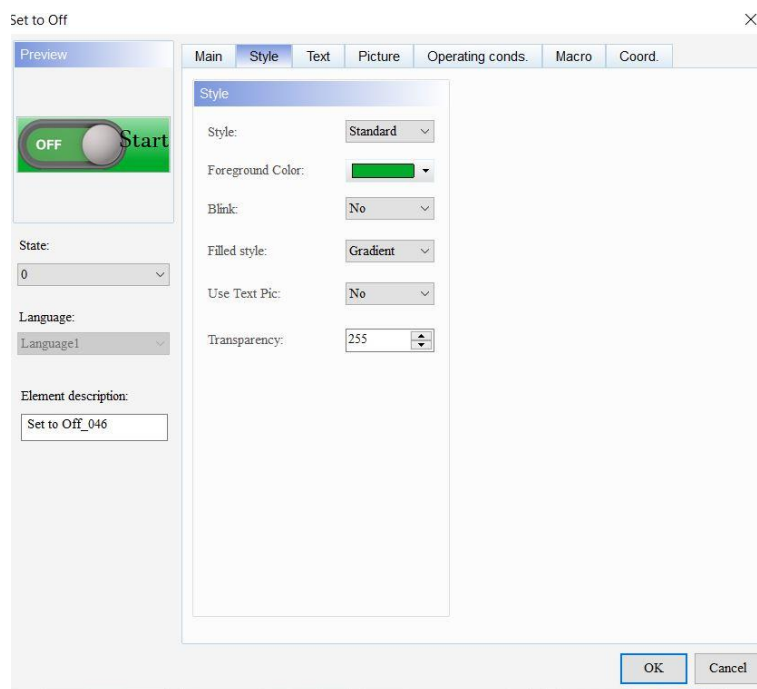 Set to Off
Preview
OFF
Start
State:
0
Language:
Language1
Element description:
Set to Off_046
Main Style Text Picture Operating conds. Macro Coord.
Style
Style: Standard
Foreground Color:
Blink: No
Filled style: Gradient
Use Text Pic: No
Transparency: 255
OK Cancel